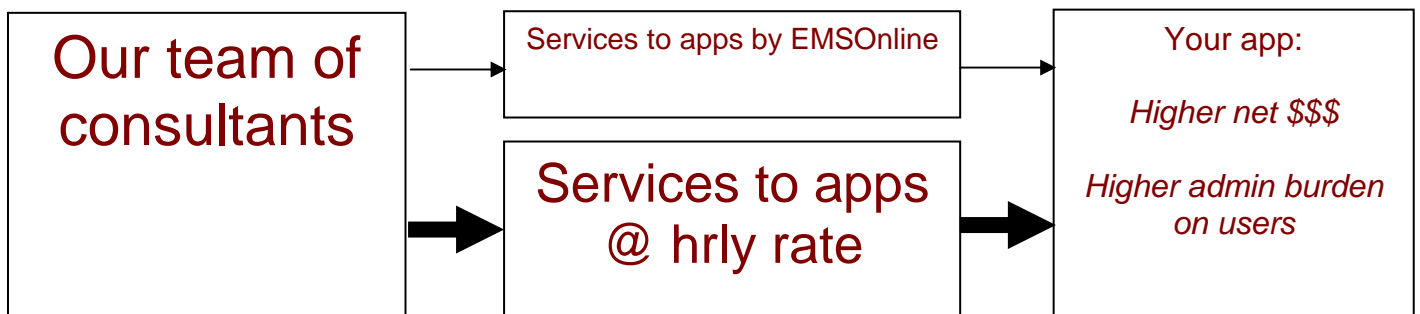 Our team of
consultants
Services to apps by EMSOnline
Services to apps
@ hrly rate
Your app:
Higher net $$$
Higher admin burden
on users